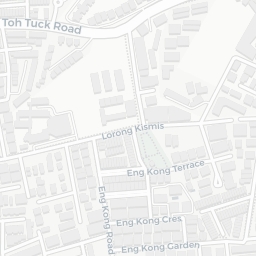 Toh Tuck Road
Lorong Kismis
Eng Kong Terrace
Eng Kong Road
Eng Kong Cres
Eng Kong Garden